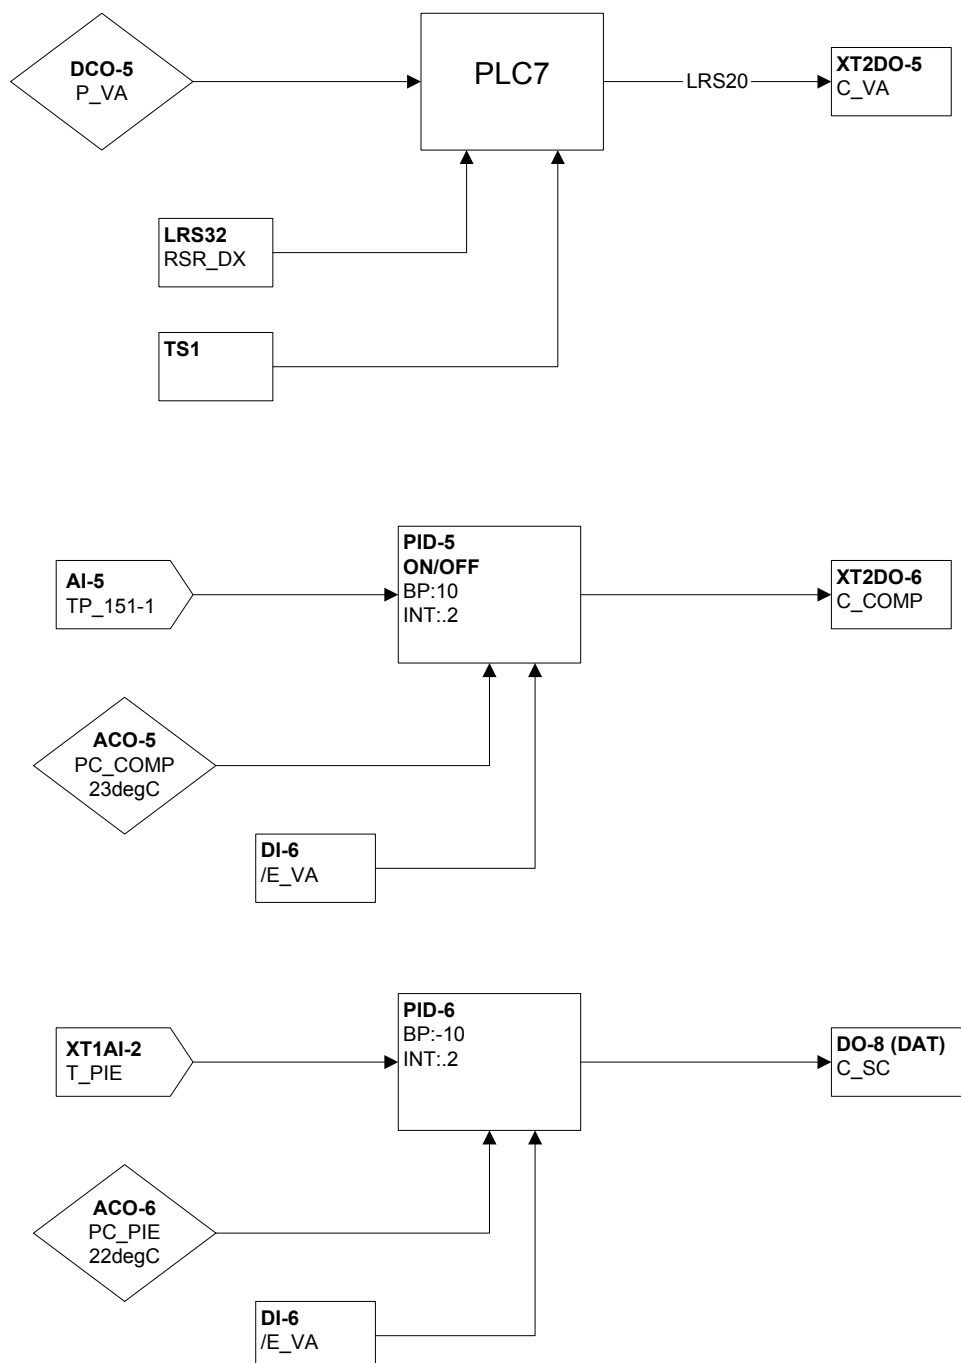 DCO-5
P_VA
PLC7
LRS20
XT2DO-5
C_VA
LRS32
RSR_DX
TS1
AI-5
TP_151-1
PID-5
ON/OFF
BP:10
INT:.2
XT2DO-6
C_COMP
ACO-5
PC_COMP
23degC
DI-6
/E_VA
XT1AI-2
T_PIE
PID-6
BP:-10
INT:.2
DO-8 (DAT)
C_SC
ACO-6
PC_PIE
22degC
DI-6
/E_VA